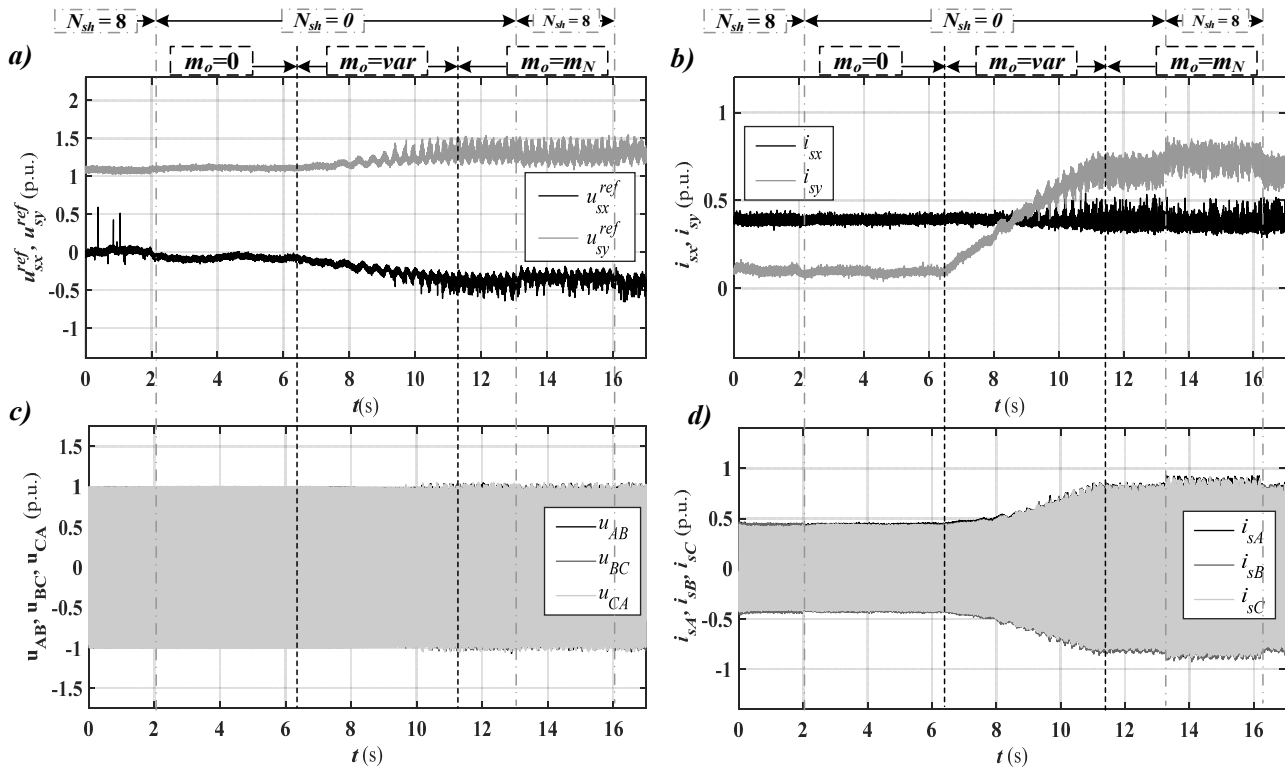 N_sh = 8 N_sh = 0 N_sh = 8
N_sh = 8 N_sh = 0 N_sh = 8
a) m_o=0 m_o=var m_o=m_N
b) m_o=0 m_o=var m_o=m_N
u_sx^ref, u_sy^ref (p.u.)
2
1.5
1
0.5
0
-0.5
-1
u_sx^ref
u_sy^ref
0 2 4 6 8 10 12 14 16
t(s)
i_sx, i_sy (p.u.)
1
0.5
0
i_sx
i_sy
0 2 4 6 8 10 12 14 16
t (s)
c)
u_AB, u_BC, u_CA (p.u.)
1.5
1
0.5
0
-0.5
-1
-1.5
u_AB
u_BC
u_CA
0 2 4 6 8 10 12 14 16
t (s)
d)
i_sA, i_sB, i_sC (p.u.)
1
0.5
0
-0.5
-1
i_sA
i_sB
i_sC
0 2 4 6 8 10 12 14 16
t (s)